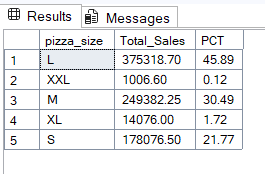 Results Messages
pizza_size Total_Sales PCT
1 L 375318.70 45.89
2 XXL 1006.60 0.12
3 M 249382.25 30.49
4 XL 14076.00 1.72
5 S 178076.50 21.77